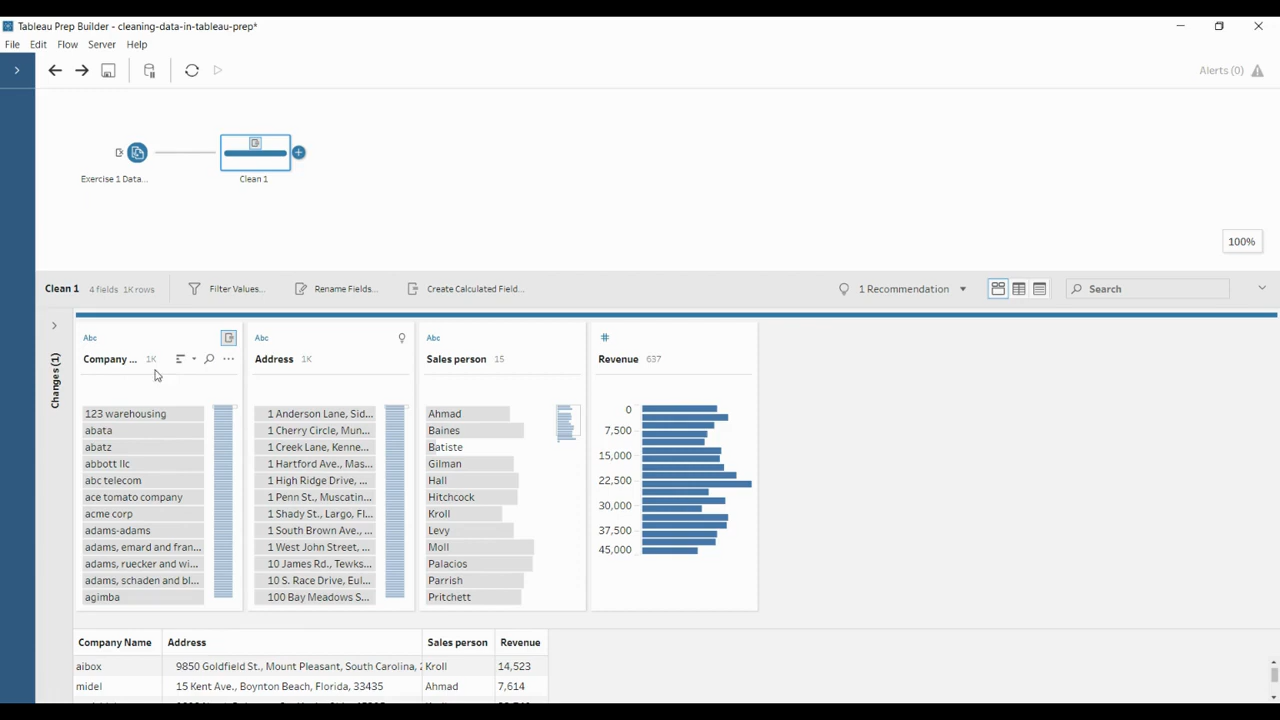 Tableau Prep Builder - cleaning-data-in-tableau-prep*
File Edit Flow Server Help
Alerts (0)
Exercise 1 Data...
Clean 1
100%
Clean 1 4 fields 1K rows Filter Values... Rename Fields... Create Calculated Field... 1 Recommendation Search
Changes (1)
Abc
Company ... 1K
123 warehousing
abata
abatz
abbott llc
abc telecom
ace tomato company
acme corp
adams-adams
adams, emard and fran...
adams, ruecker and wi...
adams, schaden and bl...
agimba
Abc
Address 1K
1 Anderson Lane, Sid...
1 Cherry Circle, Mun...
1 Creek Lane, Kenne...
1 Hartford Ave., Mas...
1 High Ridge Drive, ...
1 Penn St., Muscatin...
1 Shady St., Largo, Fl...
1 South Brown Ave., ...
1 West John Street, ...
10 James Rd., Tewks...
10 S. Race Drive, Eul...
100 Bay Meadows S...
Abc
Sales person 15
Ahmad
Baines
Batiste
Gilman
Hall
Hitchcock
Kroll
Levy
Moll
Palacios
Parrish
Pritchett
#
Revenue 637
0
7,500
15,000
22,500
30,000
37,500
45,000
Company Name Address Sales person Revenue
aibox 9850 Goldfield St., Mount Pleasant, South Carolina, Kroll 14,523
midel 15 Kent Ave., Boynton Beach, Florida, 33435 Ahmad 7,614